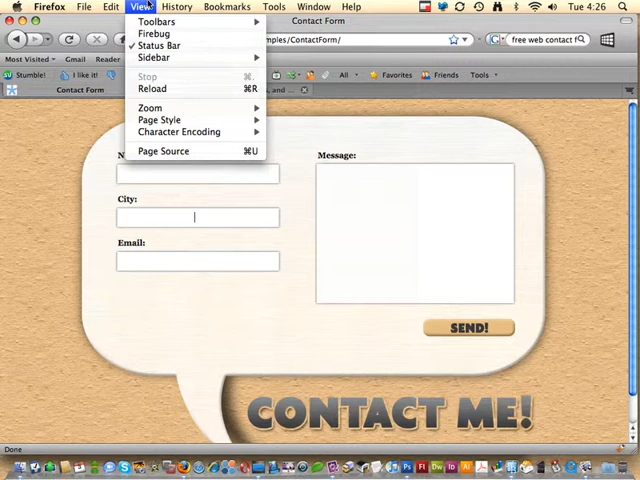 Firefox File Edit View History Bookmarks Tools Window Help Tue 4:26
Contact Form
mples/ContactForm/
free web contact f
Most Visited Gmail Reader
Stumble! I like it! All Favorites Friends Tools
Contact Form
s, and ...
Toolbars
Firebug
✓ Status Bar
Sidebar
Stop ⌘.
Reload ⌘R
Zoom
Page Style
Character Encoding
Page Source ⌘U
N
City:
Email:
Message:
SEND!
CONTACT ME!
Done